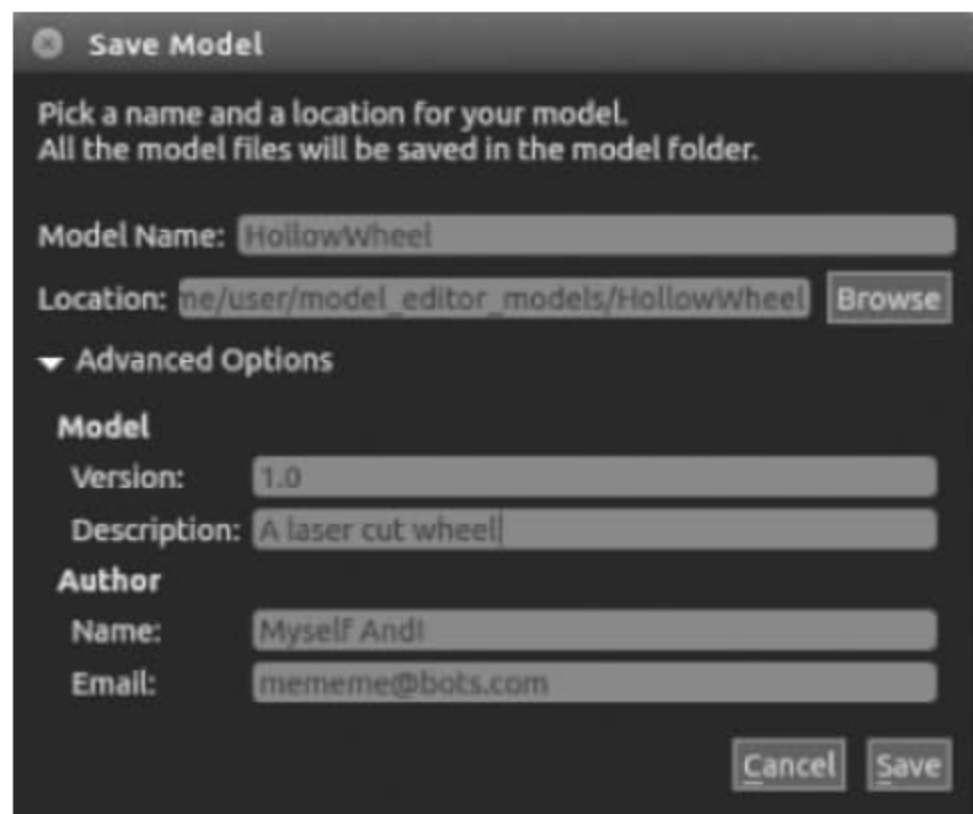 Save Model
Pick a name and a location for your model.
All the model files will be saved in the model folder.
Model Name: HollowWheel
Location: me/user/model_editor_models/HollowWheel Browse
Advanced Options
Model
Version: 1.0
Description: A laser cut wheel
Author
Name: Myself AndI
Email: mememe@bots.com
Cancel Save